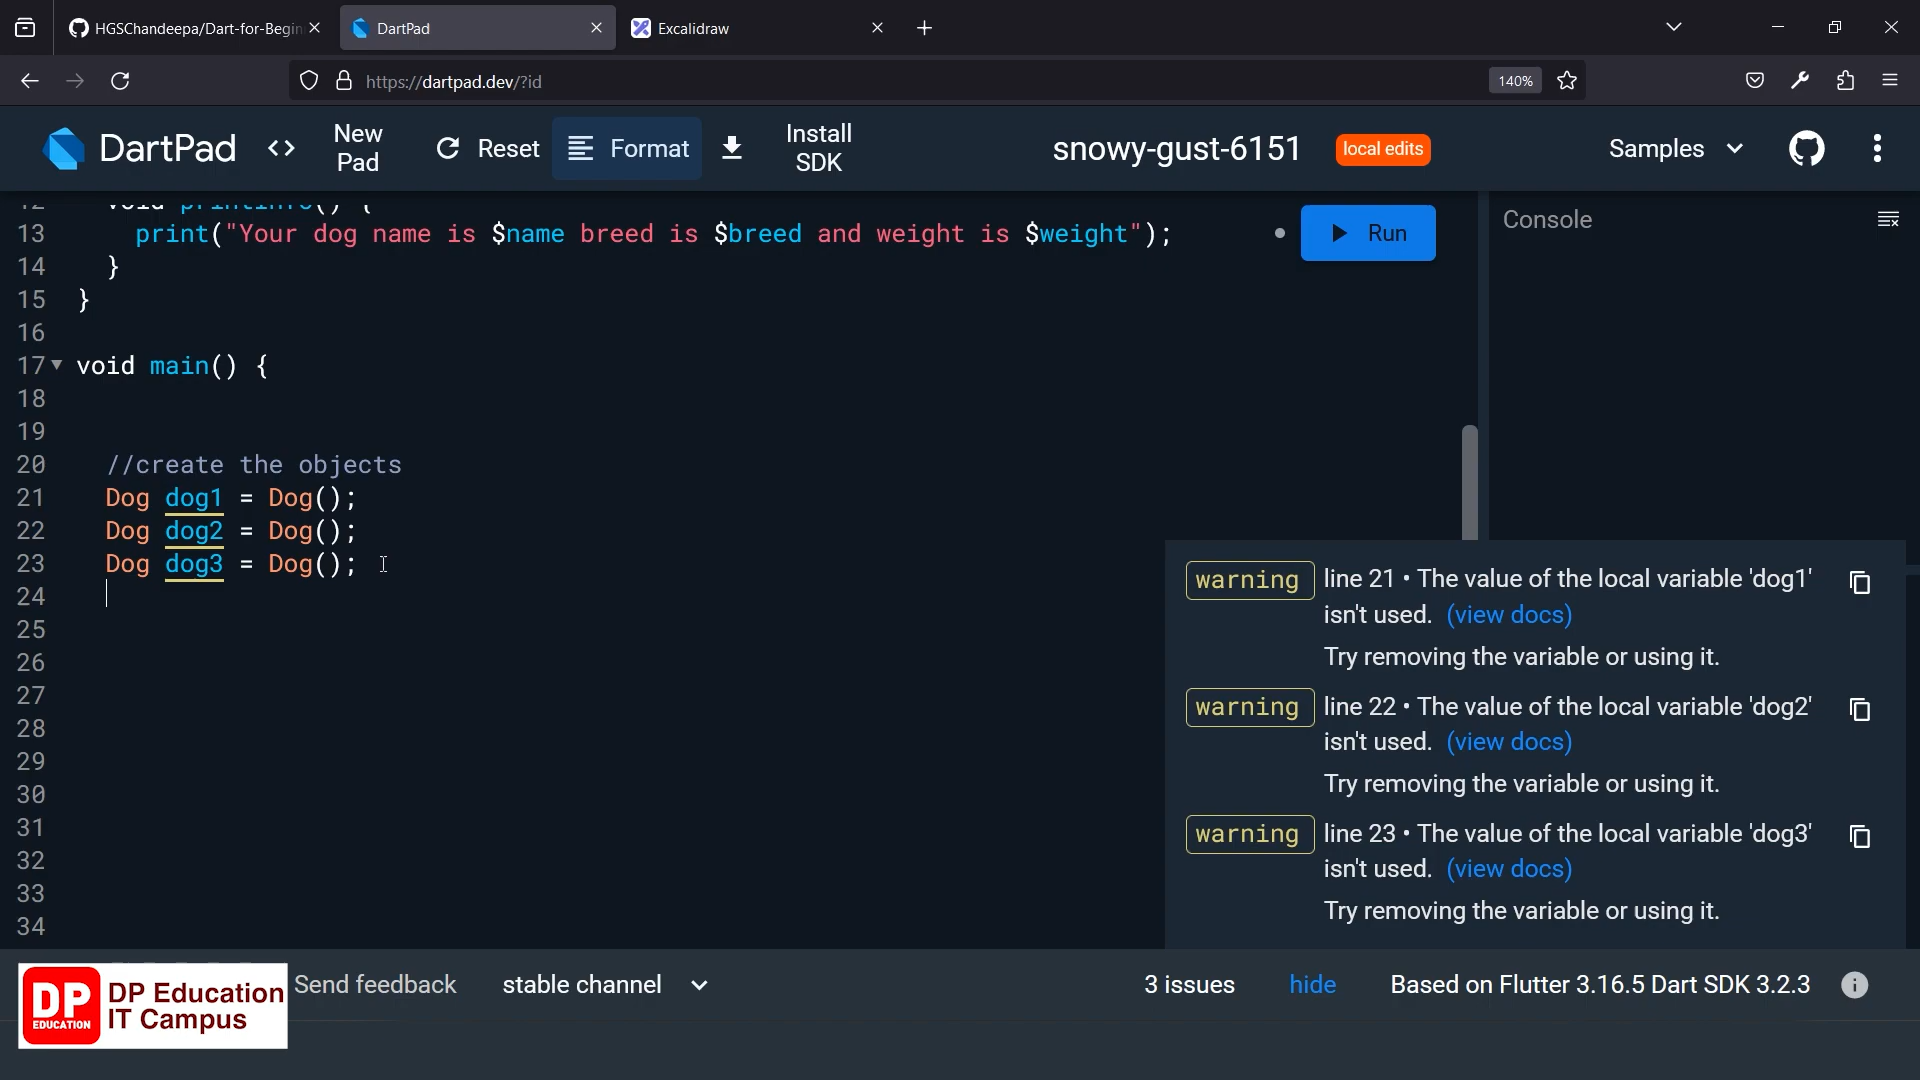 HGSChandeepa/Dart-for-Begin
DartPad
Excalidraw
https://dartpad.dev/?id
140%
DartPad
<>
New
Pad
Reset
Format
Install
SDK
snowy-gust-6151
local edits
Samples
12 void printInfo() {
13 print("Your dog name is $name breed is $breed and weight is $weight");
Run
Console
14 }
15 }
16
17 void main() {
18
19
20 //create the objects
21 Dog dog1 = Dog();
22 Dog dog2 = Dog();
23 Dog dog3 = Dog();
24
25
26
27
28
29
30
31
32
33
34
warning line 21 • The value of the local variable 'dog1'
isn't used. (view docs)
Try removing the variable or using it.
warning line 22 • The value of the local variable 'dog2'
isn't used. (view docs)
Try removing the variable or using it.
warning line 23 • The value of the local variable 'dog3'
isn't used. (view docs)
Try removing the variable or using it.
DP
EDUCATION
DP Education
IT Campus
Send feedback
stable channel
3 issues
hide
Based on Flutter 3.16.5 Dart SDK 3.2.3